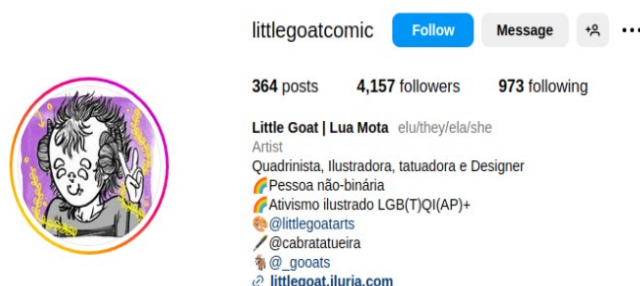 littlegoatcomic Follow Message
364 posts 4,157 followers 973 following
Little Goat | Lua Mota elu/they/ela/she
Artist
Quadrinista, Ilustradora, tatuadora e Designer
🌈Pessoa não-binária
🌈Ativismo ilustrado LGB(T)QI(AP)+
🎨@littlegoatarts
🖋️@cabratatueira
🐐@_gooats
littlegoat.iluria.com